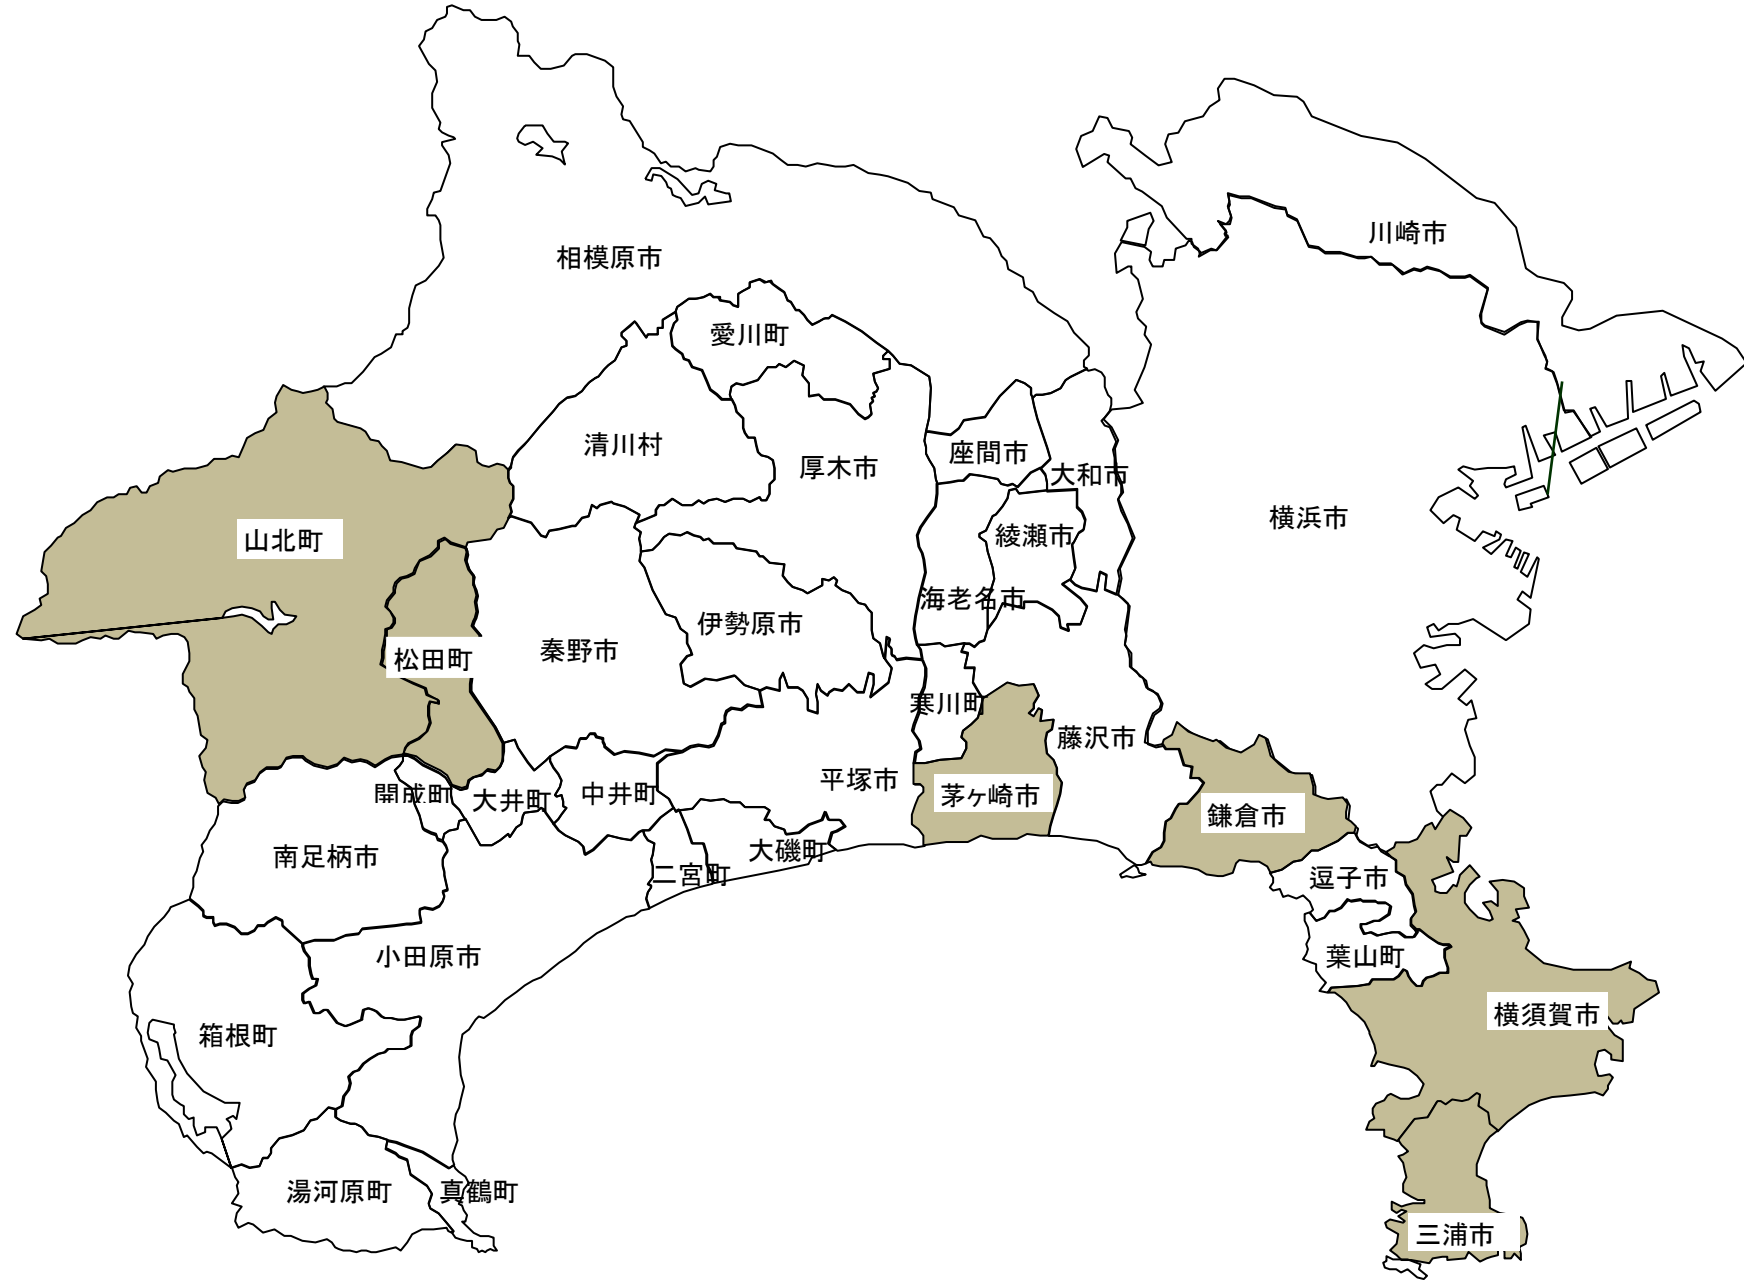 川崎市
相模原市
愛川町
清川村
座間市
厚木市
大和市
横浜市
綾瀬市
山北町
海老名市
伊勢原市
秦野市
松田町
寒川町
藤沢市
平塚市
中井町
茅ヶ崎市
開成町
大井町
鎌倉市
大磯町
南足柄市
二宮町
逗子市
小田原市
葉山町
横須賀市
箱根町
湯河原町
真鶴町
三浦市